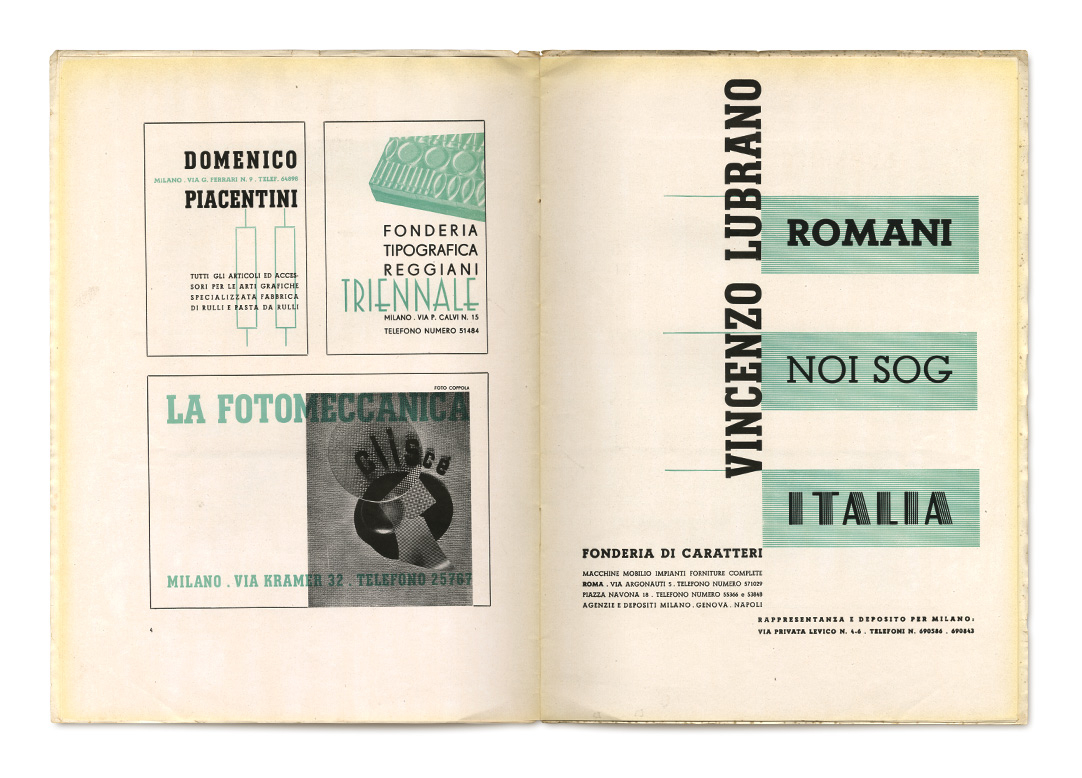 DOMENICO
MILANO . VIA G. FERRARI N. 9 . TELEF. 64898
PIACENTINI
TUTTI GLI ARTICOLI ED ACCES-
SORI PER LE ARTI GRAFICHE
SPECIALIZZATA FABBRICA
DI RULLI E PASTA DA RULLI
FONDERIA
TIPOGRAFICA
REGGIANI
TRIENNALE
MILANO . VIA P. CALVI N. 15
TELEFONO NUMERO 51484
FOTO COPPOLA
LA FOTOMECCANICA
clisce
MILANO . VIA KRAMER 32 . TELEFONO 25767
4
VINCENZO LUBRANO
ROMANI
NOI SOG
ITALIA
FONDERIA DI CARATTERI
MACCHINE MOBILIO IMPIANTI FORNITURE COMPLETE
ROMA . VIA ARGONAUTI 5 . TELEFONO NUMERO 571029
PIAZZA NAVONA 18 . TELEFONO NUMERO 55366 e 53848
AGENZIE E DEPOSITI MILANO . GENOVA . NAPOLI
RAPPRESENTANZA E DEPOSITO PER MILANO:
VIA PRIVATA LEVICO N. 4-6 . TELEFONI N. 690586 . 690843